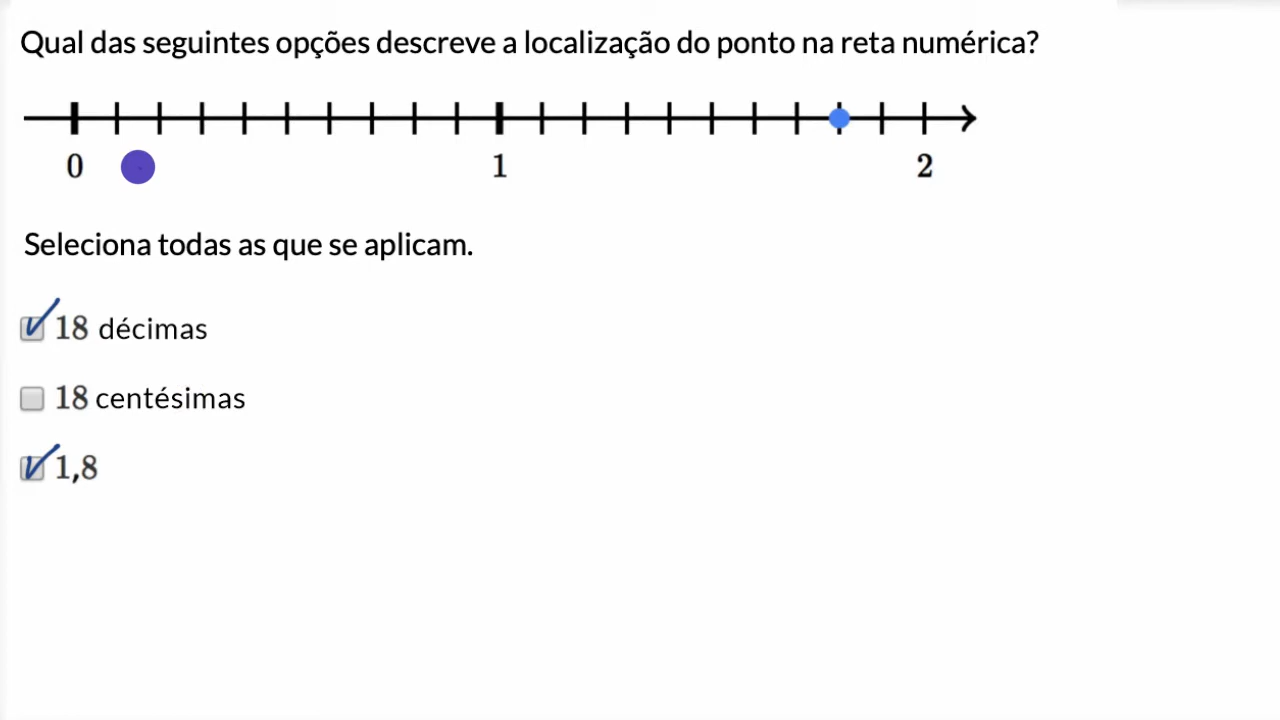 Qual das seguintes opções descreve a localização do ponto na reta numérica?
0 1 2
Seleciona todas as que se aplicam.
18 décimas
18 centésimas
1,8